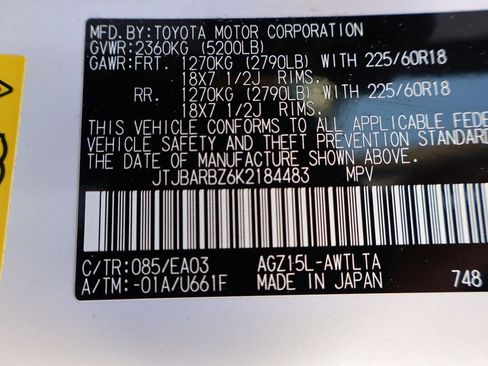 MFD.BY:TOYOTA MOTOR CORPORATION
GVWR:2360KG (5200LB)
GAWR:FRT. 1270KG (2790LB) WITH 225/60R18
18X7 1/2J RIMS.
RR. 1270KG (2790LB) WITH 225/60R18
18X7 1/2J RIMS.
THIS VEHICLE CONFORMS TO ALL APPLICABLE FEDE
VEHICLE SAFETY AND THEFT PREVENTION STANDAR
THE DATE OF MANUFACTURE SHOWN ABOVE.
JTJBARBZ6K2184483 MPV
C/TR:085/EA03 AGZ15L-AWTLTA
A/TM:-01A/U661F MADE IN JAPAN 748